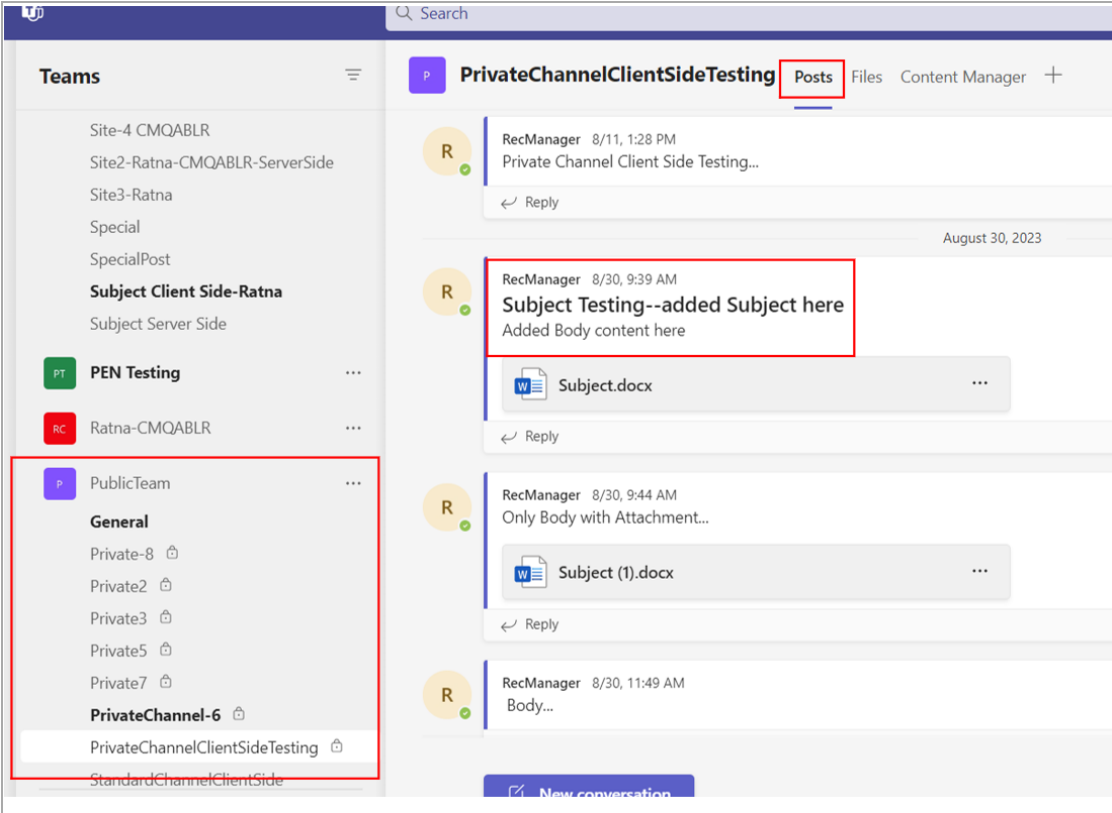 Search
Teams
PrivateChannelClientSideTesting Posts Files Content Manager
Site-4 CMQABLR
Site2-Ratna-CMQABLR-ServerSide
Site3-Ratna
Special
SpecialPost
Subject Client Side-Ratna
Subject Server Side
PT PEN Testing
RC Ratna-CMQABLR
P PublicTeam
General
Private-8
Private2
Private3
Private5
Private7
PrivateChannel-6
PrivateChannelClientSideTesting
StandardChannelClientSide
P
R
RecManager 8/11, 1:28 PM
Private Channel Client Side Testing...
Reply
August 30, 2023
R
RecManager 8/30, 9:39 AM
Subject Testing--added Subject here
Added Body content here
W Subject.docx
Reply
R
RecManager 8/30, 9:44 AM
Only Body with Attachment...
W Subject (1).docx
Reply
R
RecManager 8/30, 11:49 AM
Body...
New conversation